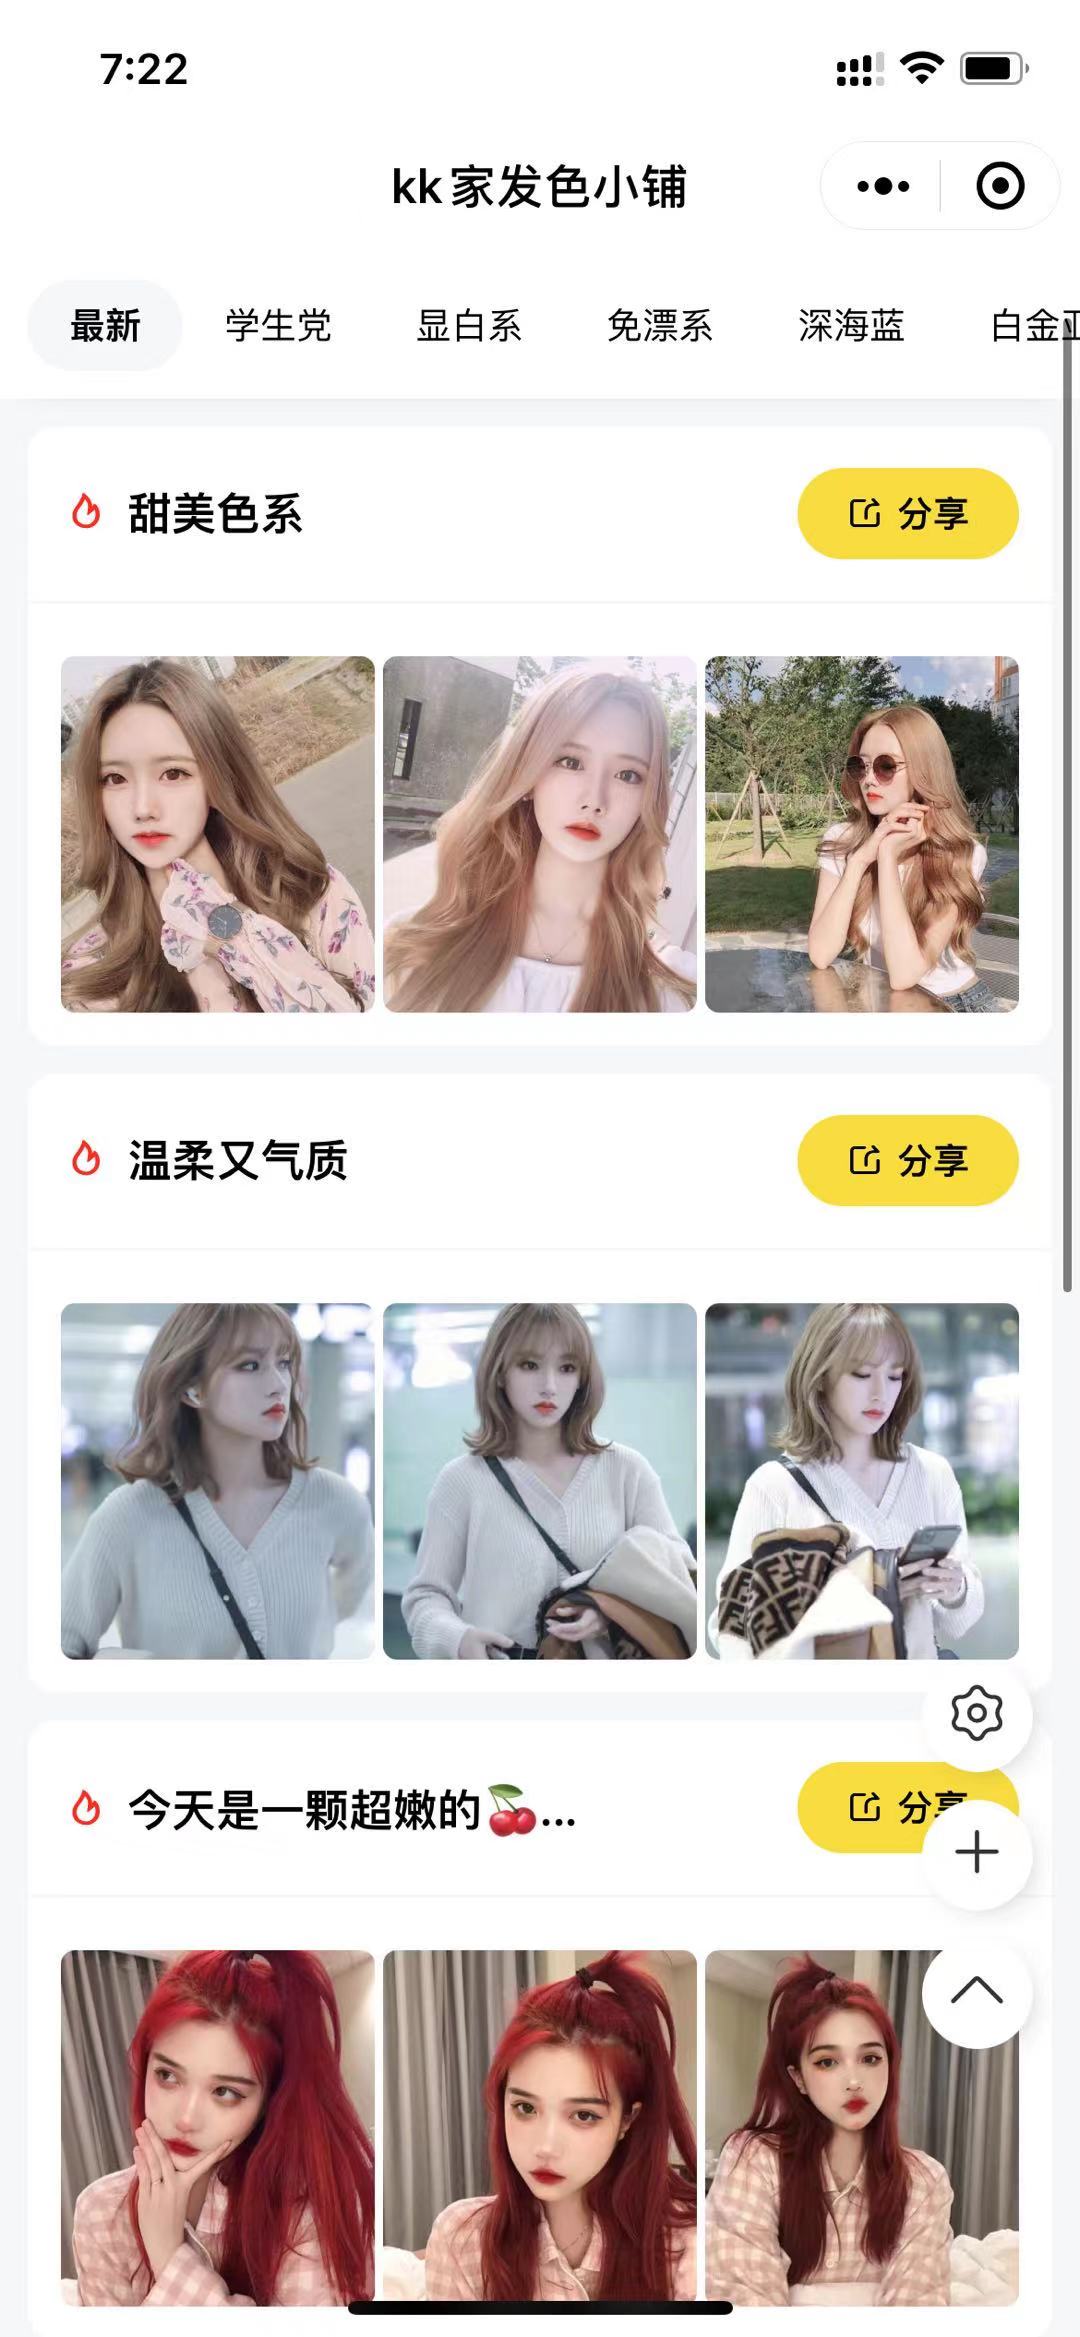 7:22
kk家发色小铺
最新 学生党 显白系 免漂系 深海蓝 白金
甜美色系 分享
温柔又气质 分享
今天是一颗超嫩的🍒... 分享